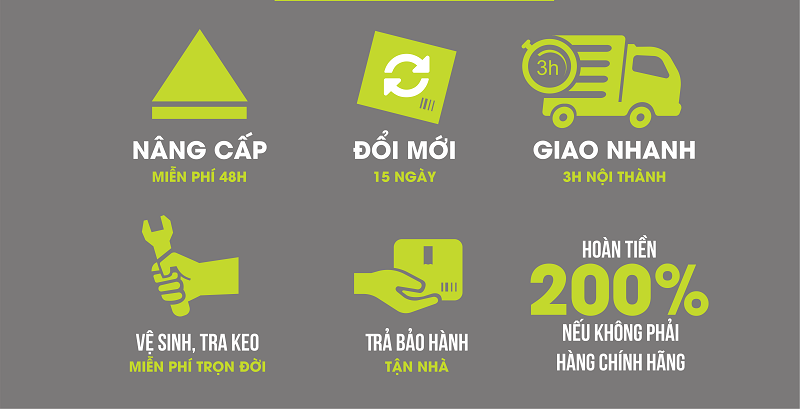 NÂNG CẤP
MIỄN PHÍ 48H
ĐỔI MỚI
15 NGÀY
3h
GIAO NHANH
3H NỘI THÀNH
VỆ SINH, TRA KEO
MIỄN PHÍ TRỌN ĐỜI
TRẢ BẢO HÀNH
TẬN NHÀ
HOÀN TIỀN
200%
NẾU KHÔNG PHẢI
HÀNG CHÍNH HÃNG